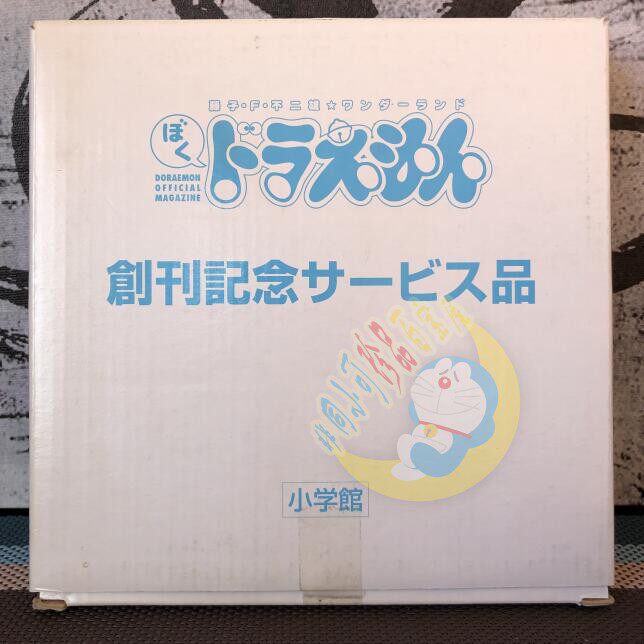 藤子・F・不二雄☆ワンダーランド
ぼく
ドラえもん
DORAEMON
OFFICIAL
MAGAZINE
創刊記念サービス品
小学館